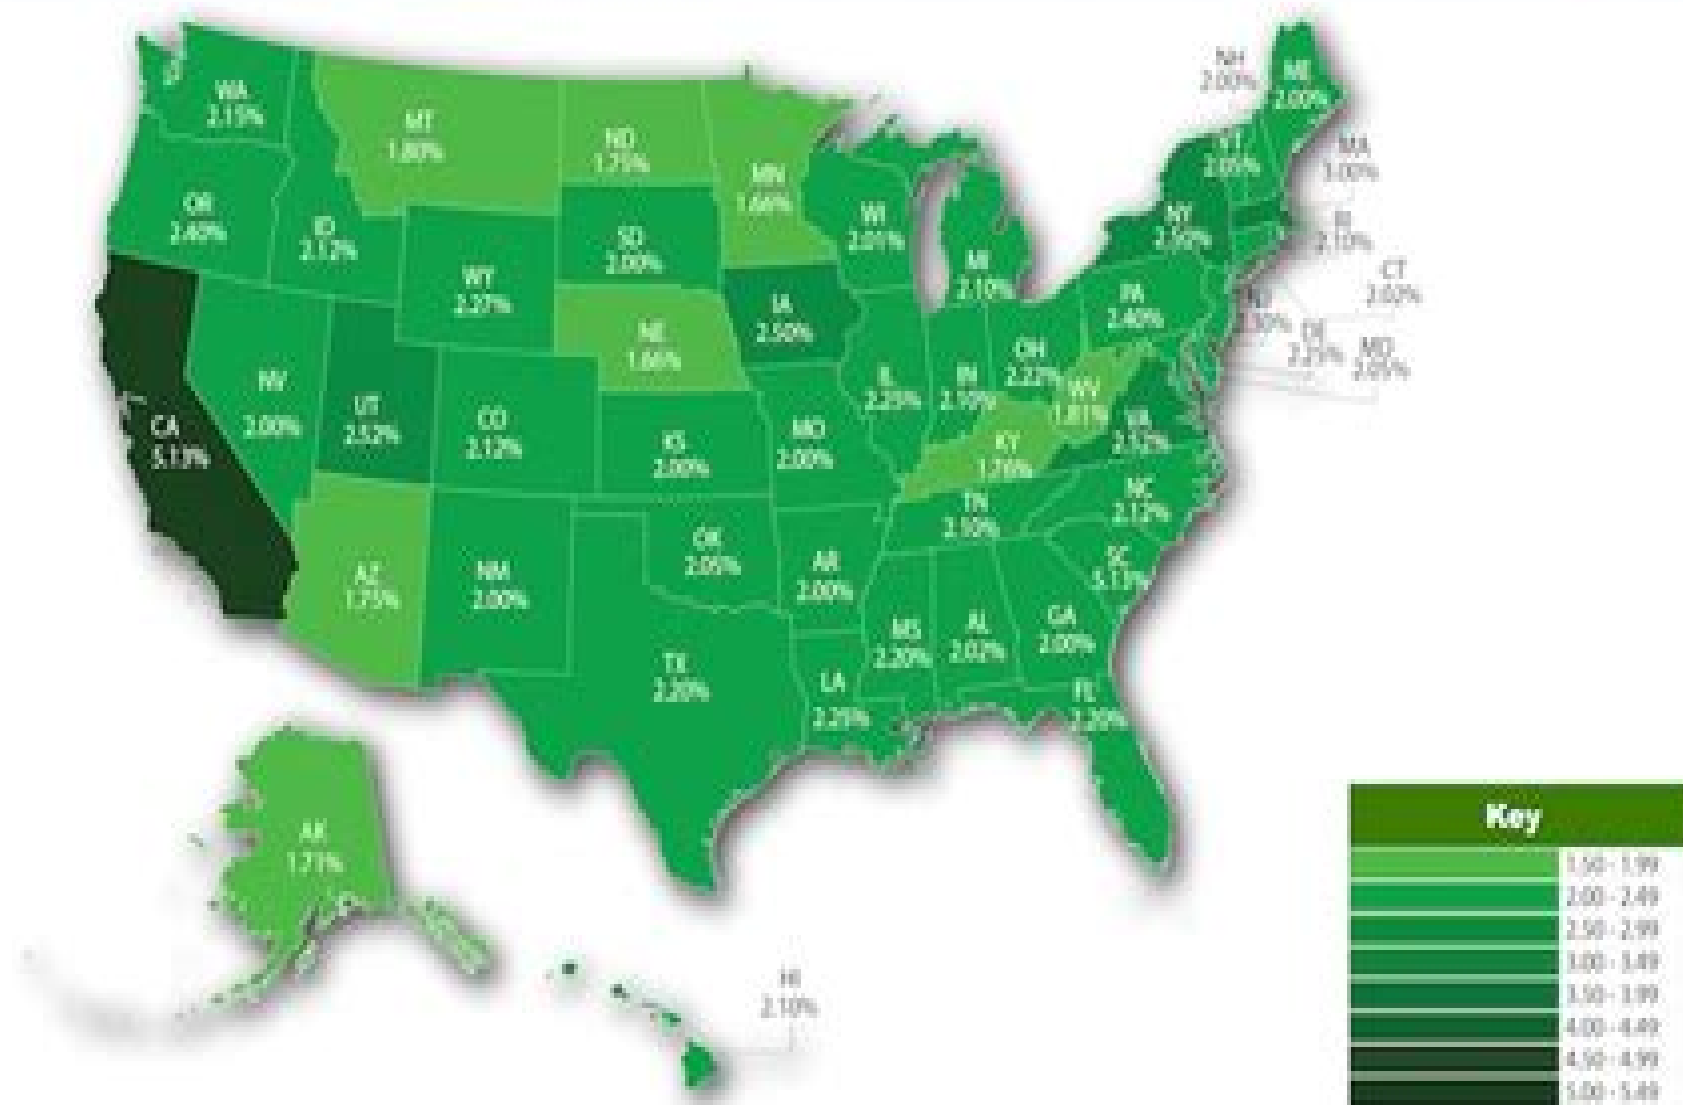 WA
2.15%
MT
1.80%
ND
1.75%
MN
1.66%
OR
2.40%
ID
2.12%
WY
2.27%
SD
2.00%
WI
2.01%
MI
2.10%
NH
2.00%
ME
2.00%
VT
2.05%
MA
3.00%
NY
2.50%
RI
2.10%
CT
2.02%
NJ
DE
2.25%
MD
2.05%
PA
2.40%
IA
2.50%
NE
1.66%
CA
5.13%
NV
2.00%
UT
2.52%
CO
2.12%
KS
2.00%
MO
2.00%
IL
2.25%
IN
2.10%
OH
2.22%
WV
1.81%
VA
2.52%
KY
1.76%
TN
2.10%
NC
2.12%
SC
5.13%
AZ
1.75%
NM
2.00%
OK
2.05%
AR
2.00%
TX
2.20%
LA
2.25%
MS
2.20%
AL
2.02%
GA
2.00%
FL
2.20%
AK
1.71%
HI
2.10%
Key
1.50 - 1.99
2.00 - 2.49
2.50 - 2.99
3.00 - 3.49
3.50 - 3.99
4.00 - 4.49
4.50 - 4.99
5.00 - 5.49